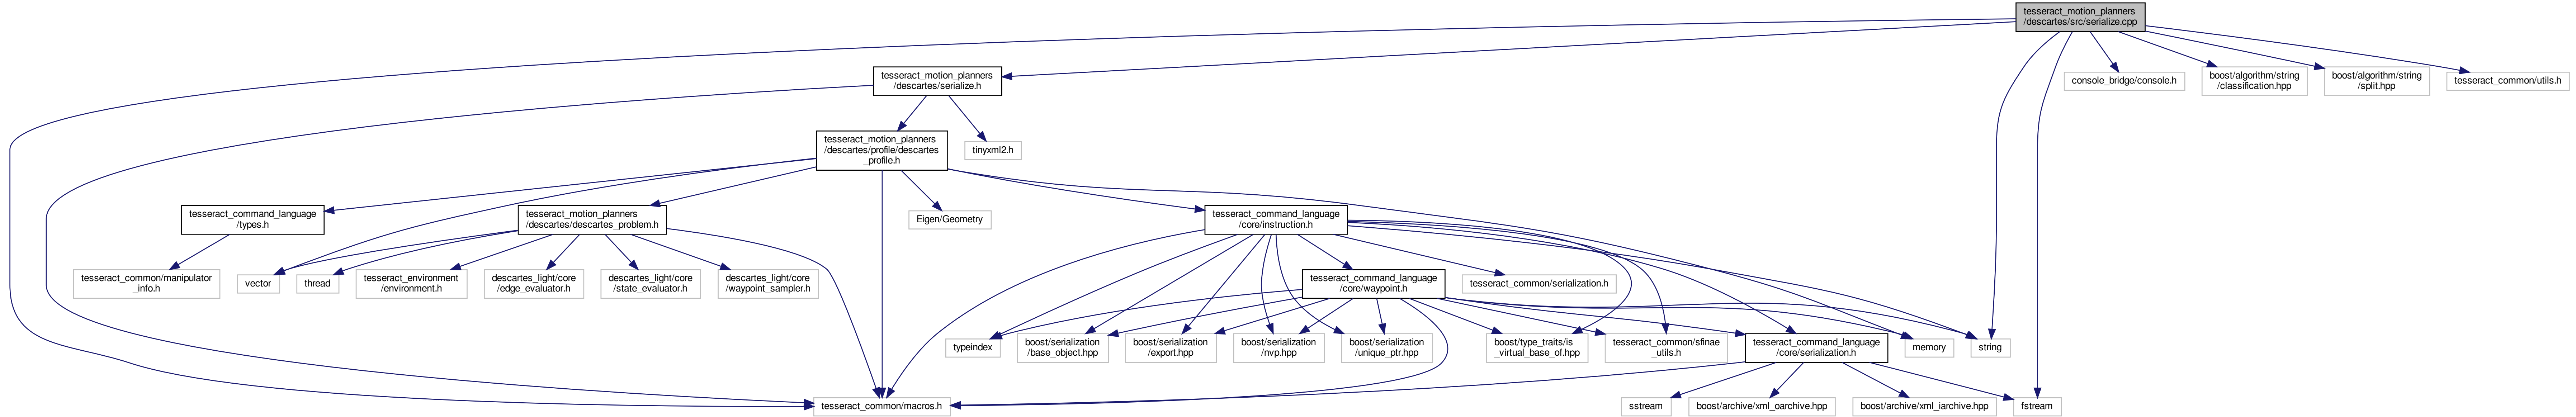 tesseract_motion_planners
/descartes/src/serialize.cpp
tesseract_motion_planners
/descartes/serialize.h
console_bridge/console.h
boost/algorithm/string
/classification.hpp
boost/algorithm/string
/split.hpp
tesseract_common/utils.h
tesseract_motion_planners
/descartes/profile/descartes
_profile.h
tinyxml2.h
tesseract_command_language
/types.h
tesseract_motion_planners
/descartes/descartes_problem.h
Eigen/Geometry
tesseract_command_language
/core/instruction.h
tesseract_common/manipulator
_info.h
vector
thread
tesseract_environment
/environment.h
descartes_light/core
/edge_evaluator.h
descartes_light/core
/state_evaluator.h
descartes_light/core
/waypoint_sampler.h
tesseract_command_language
/core/waypoint.h
tesseract_common/serialization.h
typeindex
boost/serialization
/base_object.hpp
boost/serialization
/export.hpp
boost/serialization
/nvp.hpp
boost/serialization
/unique_ptr.hpp
boost/type_traits/is
_virtual_base_of.hpp
tesseract_common/sfinae
_utils.h
tesseract_command_language
/core/serialization.h
memory
string
tesseract_common/macros.h
sstream
boost/archive/xml_oarchive.hpp
boost/archive/xml_iarchive.hpp
fstream